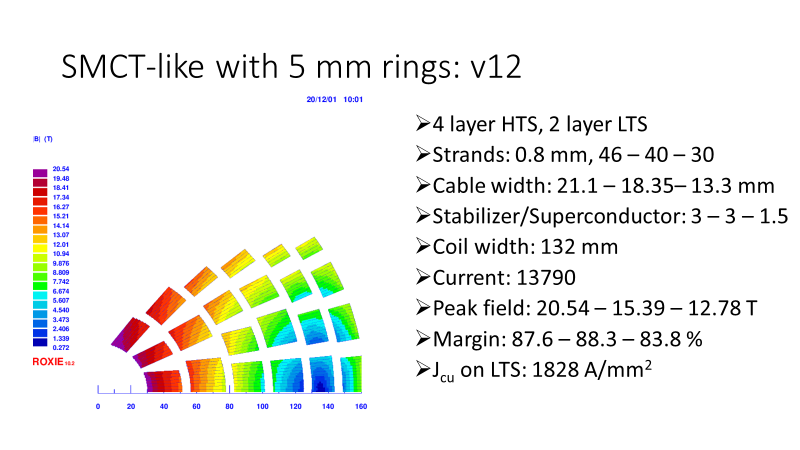 SMCT-like with 5 mm rings: v12
20/12/01 10:01
|B| (T)
20.54
19.48
18.41
17.34
16.27
15.21
14.14
13.07
12.01
10.94
9.876
8.809
7.742
6.674
5.607
4.540
3.473
2.406
1.339
0.272
ROXIE 10.2
0 20 40 60 80 100 120 140 160
➢4 layer HTS, 2 layer LTS
➢Strands: 0.8 mm, 46 – 40 – 30
➢Cable width: 21.1 – 18.35– 13.3 mm
➢Stabilizer/Superconductor: 3 – 3 – 1.5
➢Coil width: 132 mm
➢Current: 13790
➢Peak field: 20.54 – 15.39 – 12.78 T
➢Margin: 87.6 – 88.3 – 83.8 %
➢Jcu on LTS: 1828 A/mm²